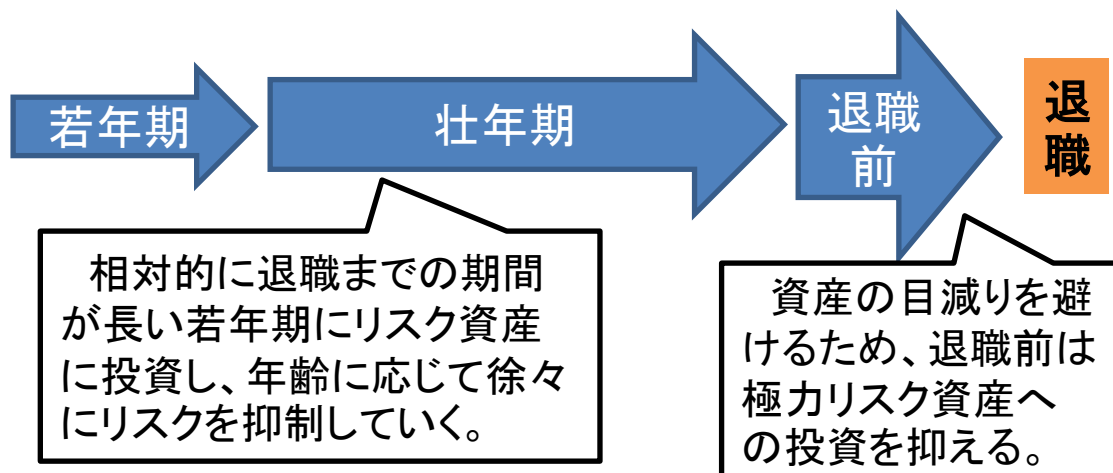 若年期
壮年期
退職
前
退
職
相対的に退職までの期間
が長い若年期にリスク資産
に投資し、年齢に応じて徐々
にリスクを抑制していく。
資産の目減りを避
けるため、退職前は
極力リスク資産へ
の投資を抑える。